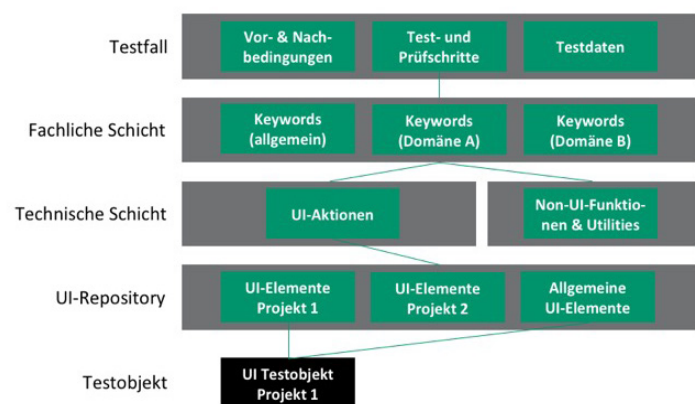 Testfall
Vor- & Nach-
bedingungen
Test- und
Prüfschritte
Testdaten
Fachliche Schicht
Keywords
(allgemein)
Keywords
(Domäne A)
Keywords
(Domäne B)
Technische Schicht
UI-Aktionen
Non-UI-Funktio-
nen & Utilities
UI-Repository
UI-Elemente
Projekt 1
UI-Elemente
Projekt 2
Allgemeine
UI-Elemente
Testobjekt
UI Testobjekt
Projekt 1